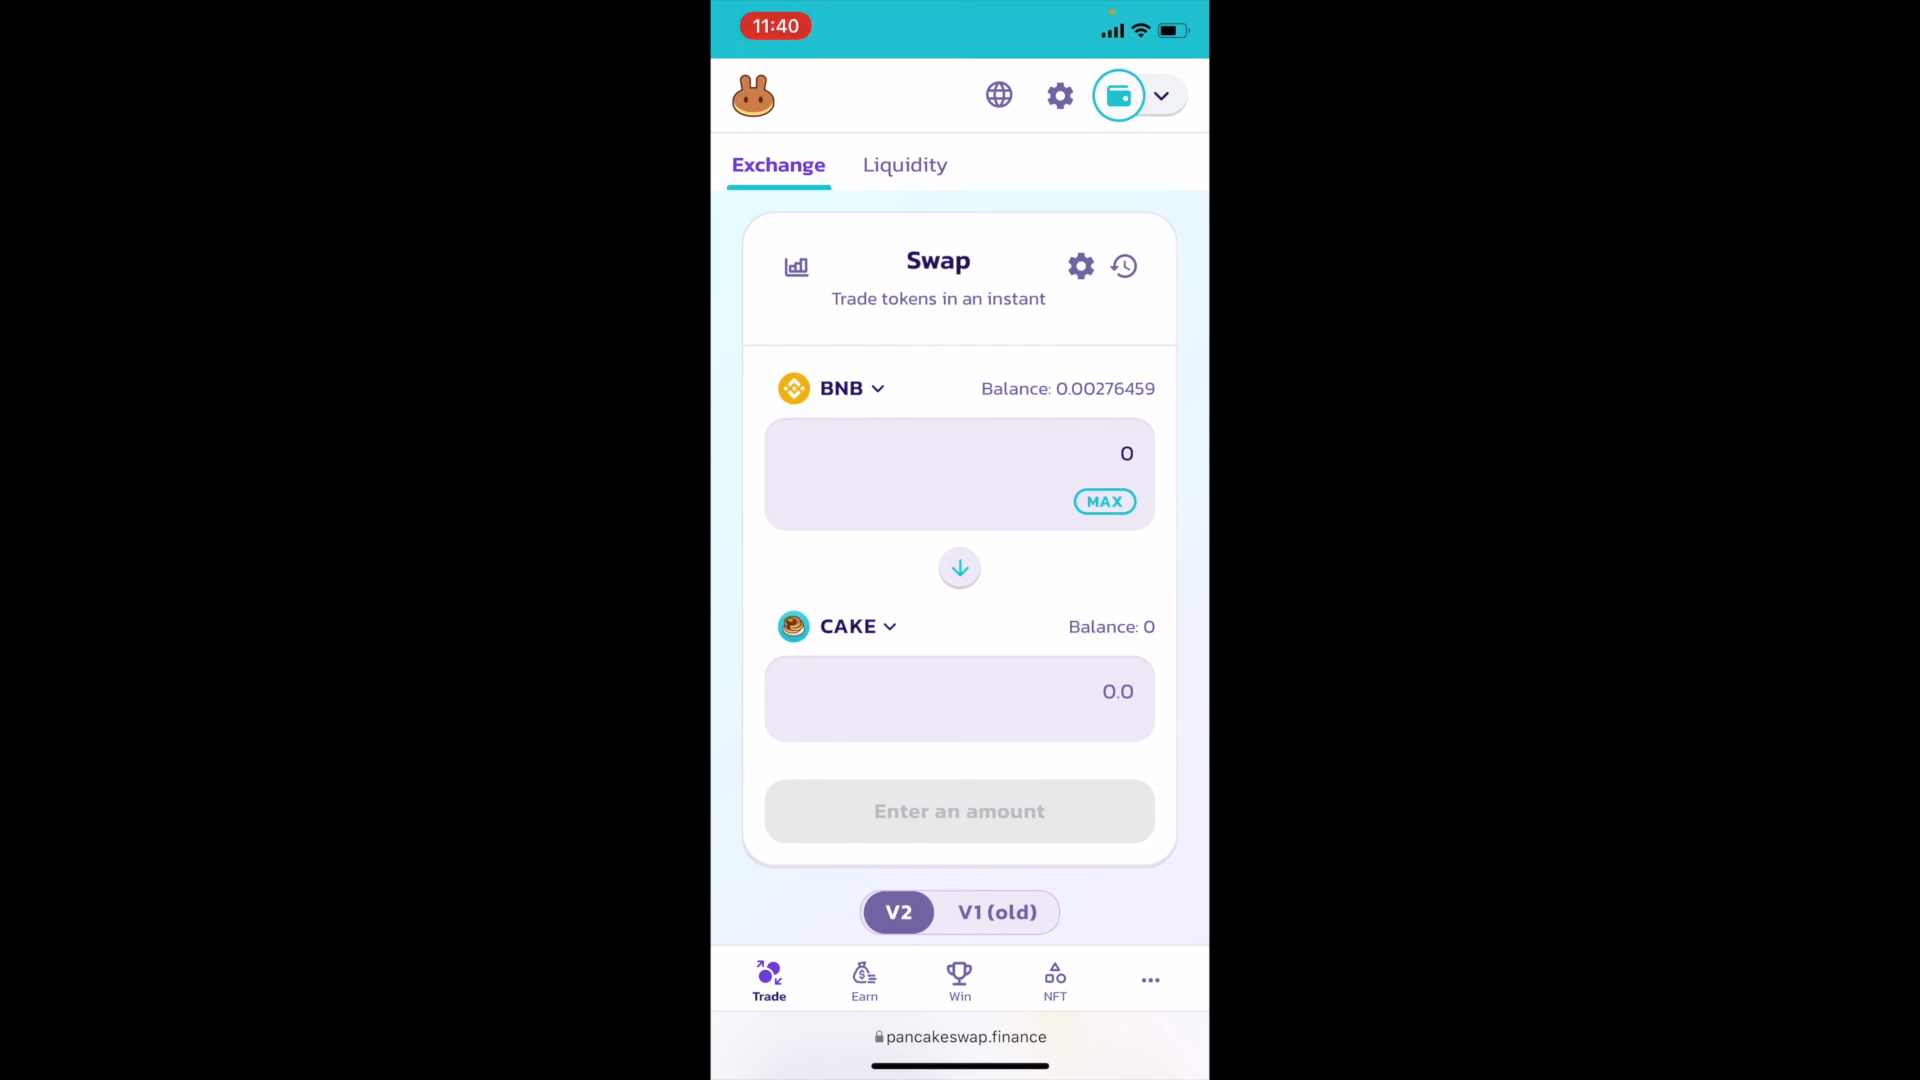 11:40
Exchange Liquidity
Swap
Trade tokens in an instant
BNB Balance: 0.00276459
0
MAX
CAKE Balance: 0
0.0
Enter an amount
V2 V1 (old)
Trade Earn Win NFT
pancakeswap.finance